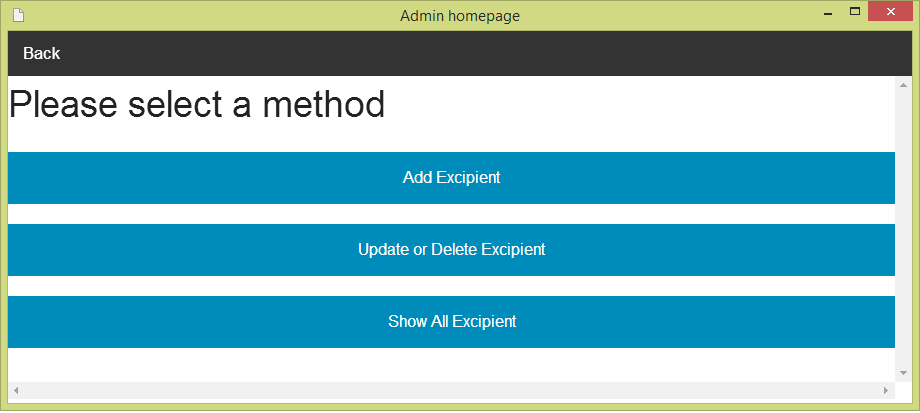 Admin homepage
Back
Please select a method
Add Excipient
Update or Delete Excipient
Show All Excipient